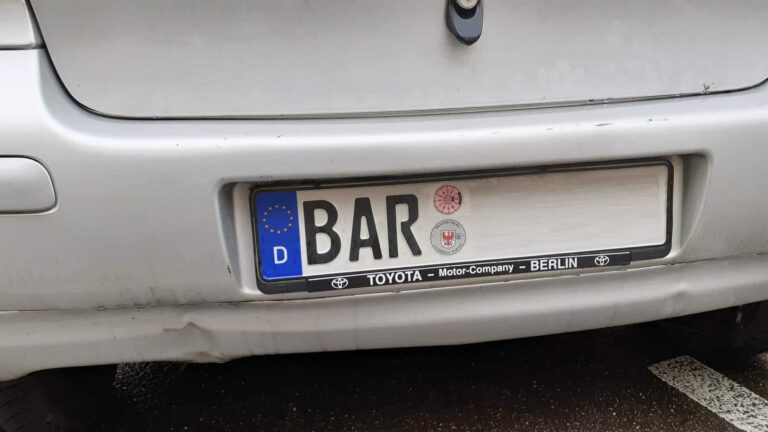 D BAR
TOYOTA – Motor-Company – BERLIN